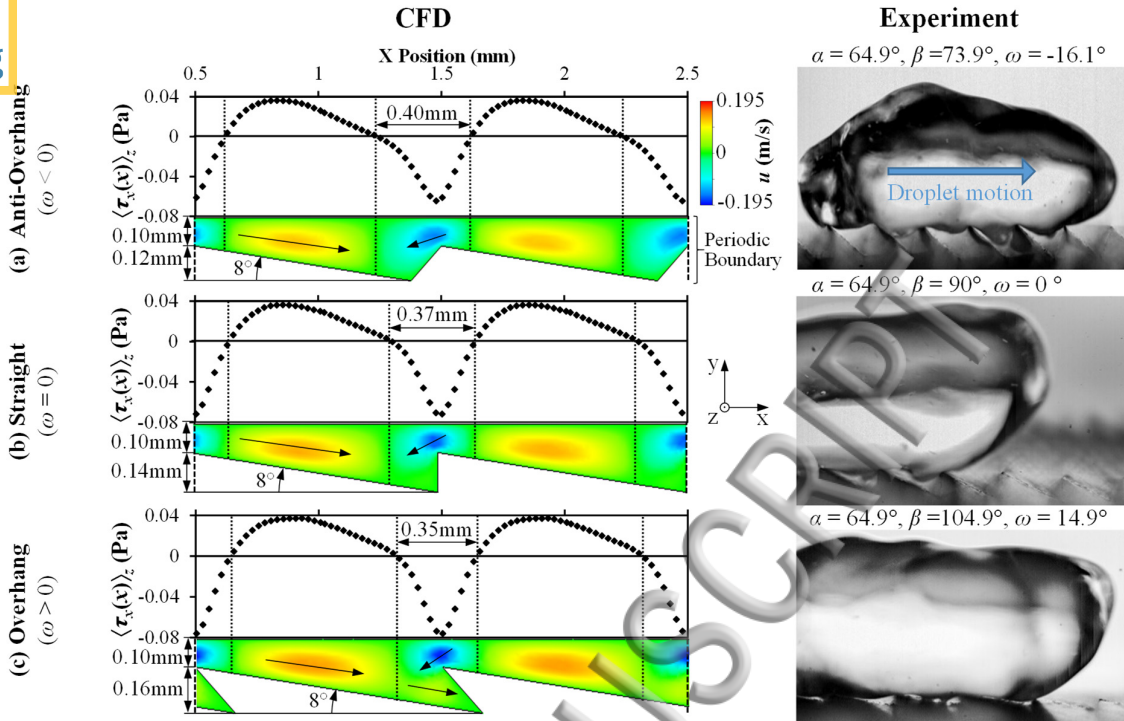 CFD
Experiment
X Position (mm)
0.5 1 1.5 2 2.5
α = 64.9°, β =73.9°, ω = -16.1°
(a) Anti-Overhang
(ω < 0)
⟨τx(x)⟩z (Pa)
0.04
0
-0.04
-0.08
0.40mm
0.195
0
-0.195
u (m/s)
Droplet motion
0.10mm
0.12mm
8°
Periodic
Boundary
α = 64.9°, β = 90°, ω = 0 °
(b) Straight
(ω = 0)
⟨τx(x)⟩z (Pa)
0.04
0
-0.04
-0.08
0.37mm
y
z x
0.10mm
0.14mm
8°
α = 64.9°, β =104.9°, ω = 14.9°
(c) Overhang
(ω > 0)
⟨τx(x)⟩z (Pa)
0.04
0
-0.04
-0.08
0.35mm
0.10mm
0.16mm
8°
USCRIPT